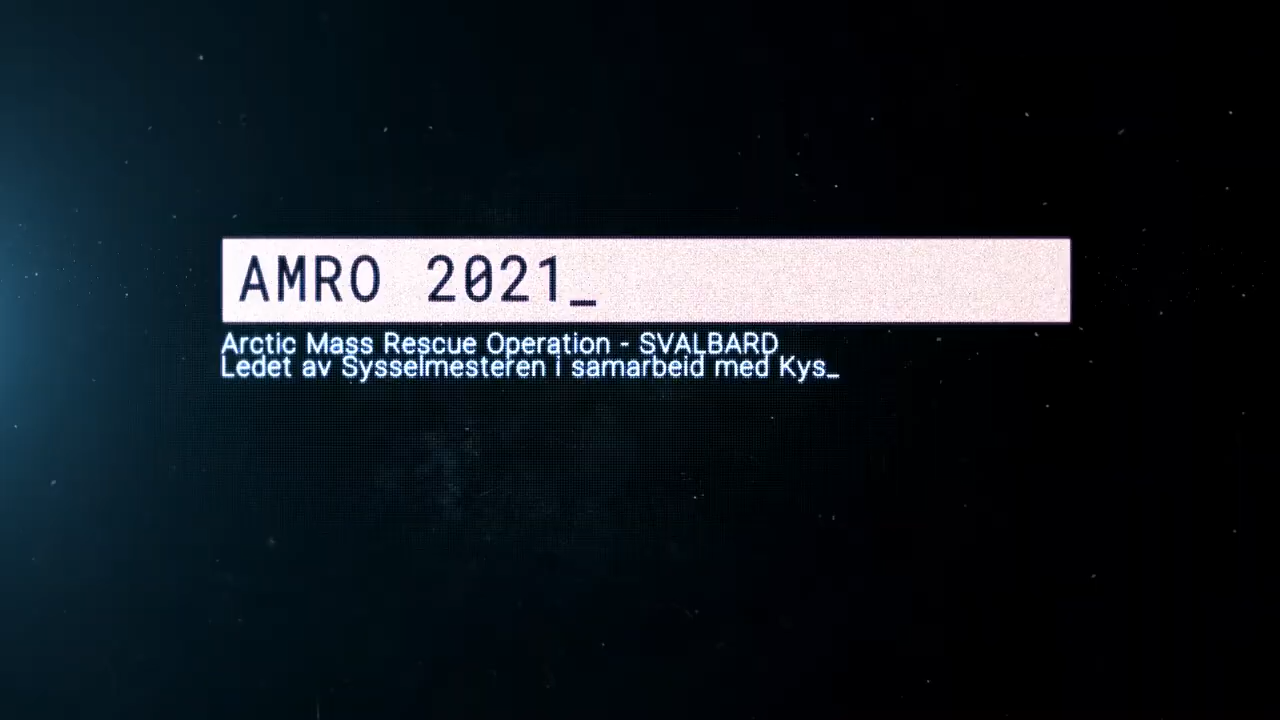 AMRO 2021_
Arctic Mass Rescue Operation - SVALBARD
Ledet av Sysselmesteren i samarbeid med Kys_